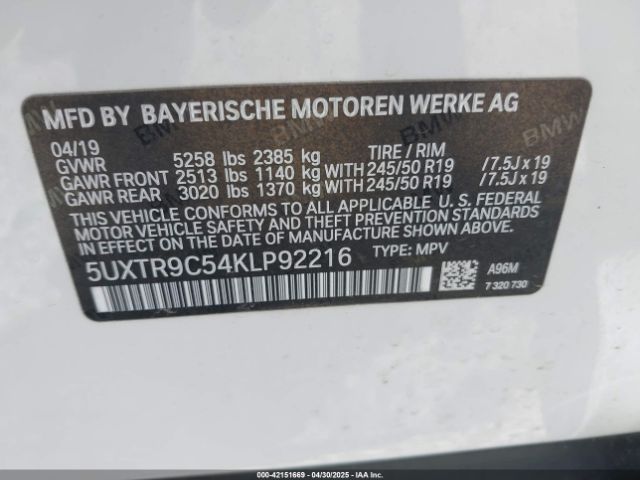 MFD BY BAYERISCHE MOTOREN WERKE AG
04/19
GVWR 5258 lbs 2385 kg TIRE / RIM
GAWR FRONT 2513 lbs 1140 kg WITH 245/50 R19 /7.5J x 19
GAWR REAR 3020 lbs 1370 kg WITH 245/50 R19 /7.5J x 19
THIS VEHICLE CONFORMS TO ALL APPLICABLE U. S. FEDERAL
MOTOR VEHICLE SAFETY AND THEFT PREVENTION STANDARDS
IN EFFECT ON THE DATE OF MANUFACTURE SHOWN ABOVE.
5UXTR9C54KLP92216 TYPE: MPV
A96M
7 320 730
000-42151669 - 04/30/2025 - IAA Inc.